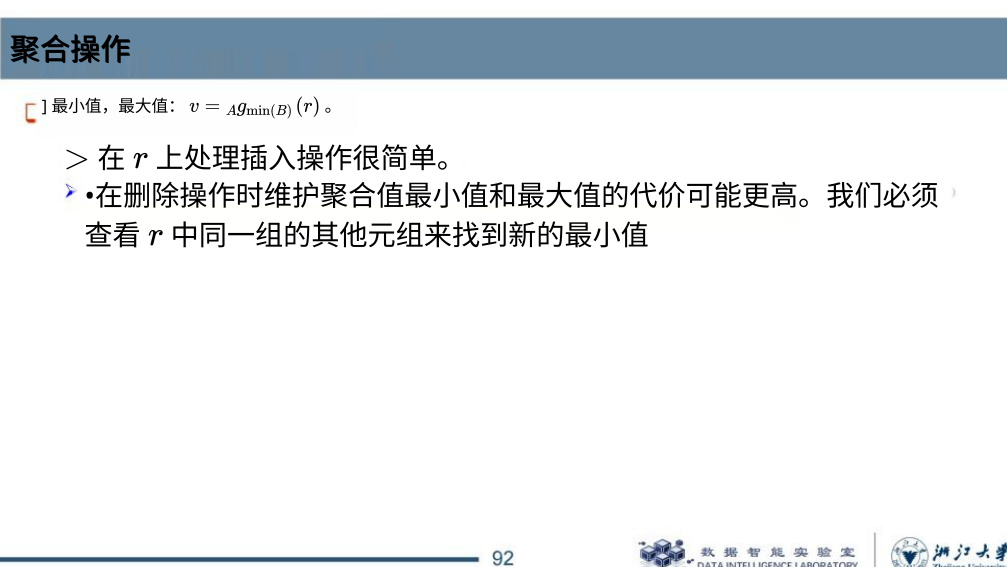 聚合操作
] 最小值，最大值： v = _A g_min(B) (r) 。
> 在 r 上处理插入操作很简单。
•在删除操作时维护聚合值最小值和最大值的代价可能更高。我们必须
查看 r 中同一组的其他元组来找到新的最小值
92
数据智能实验室
DATA INTELLIGENCE LABORATORY
浙江大学
Zhejiang University